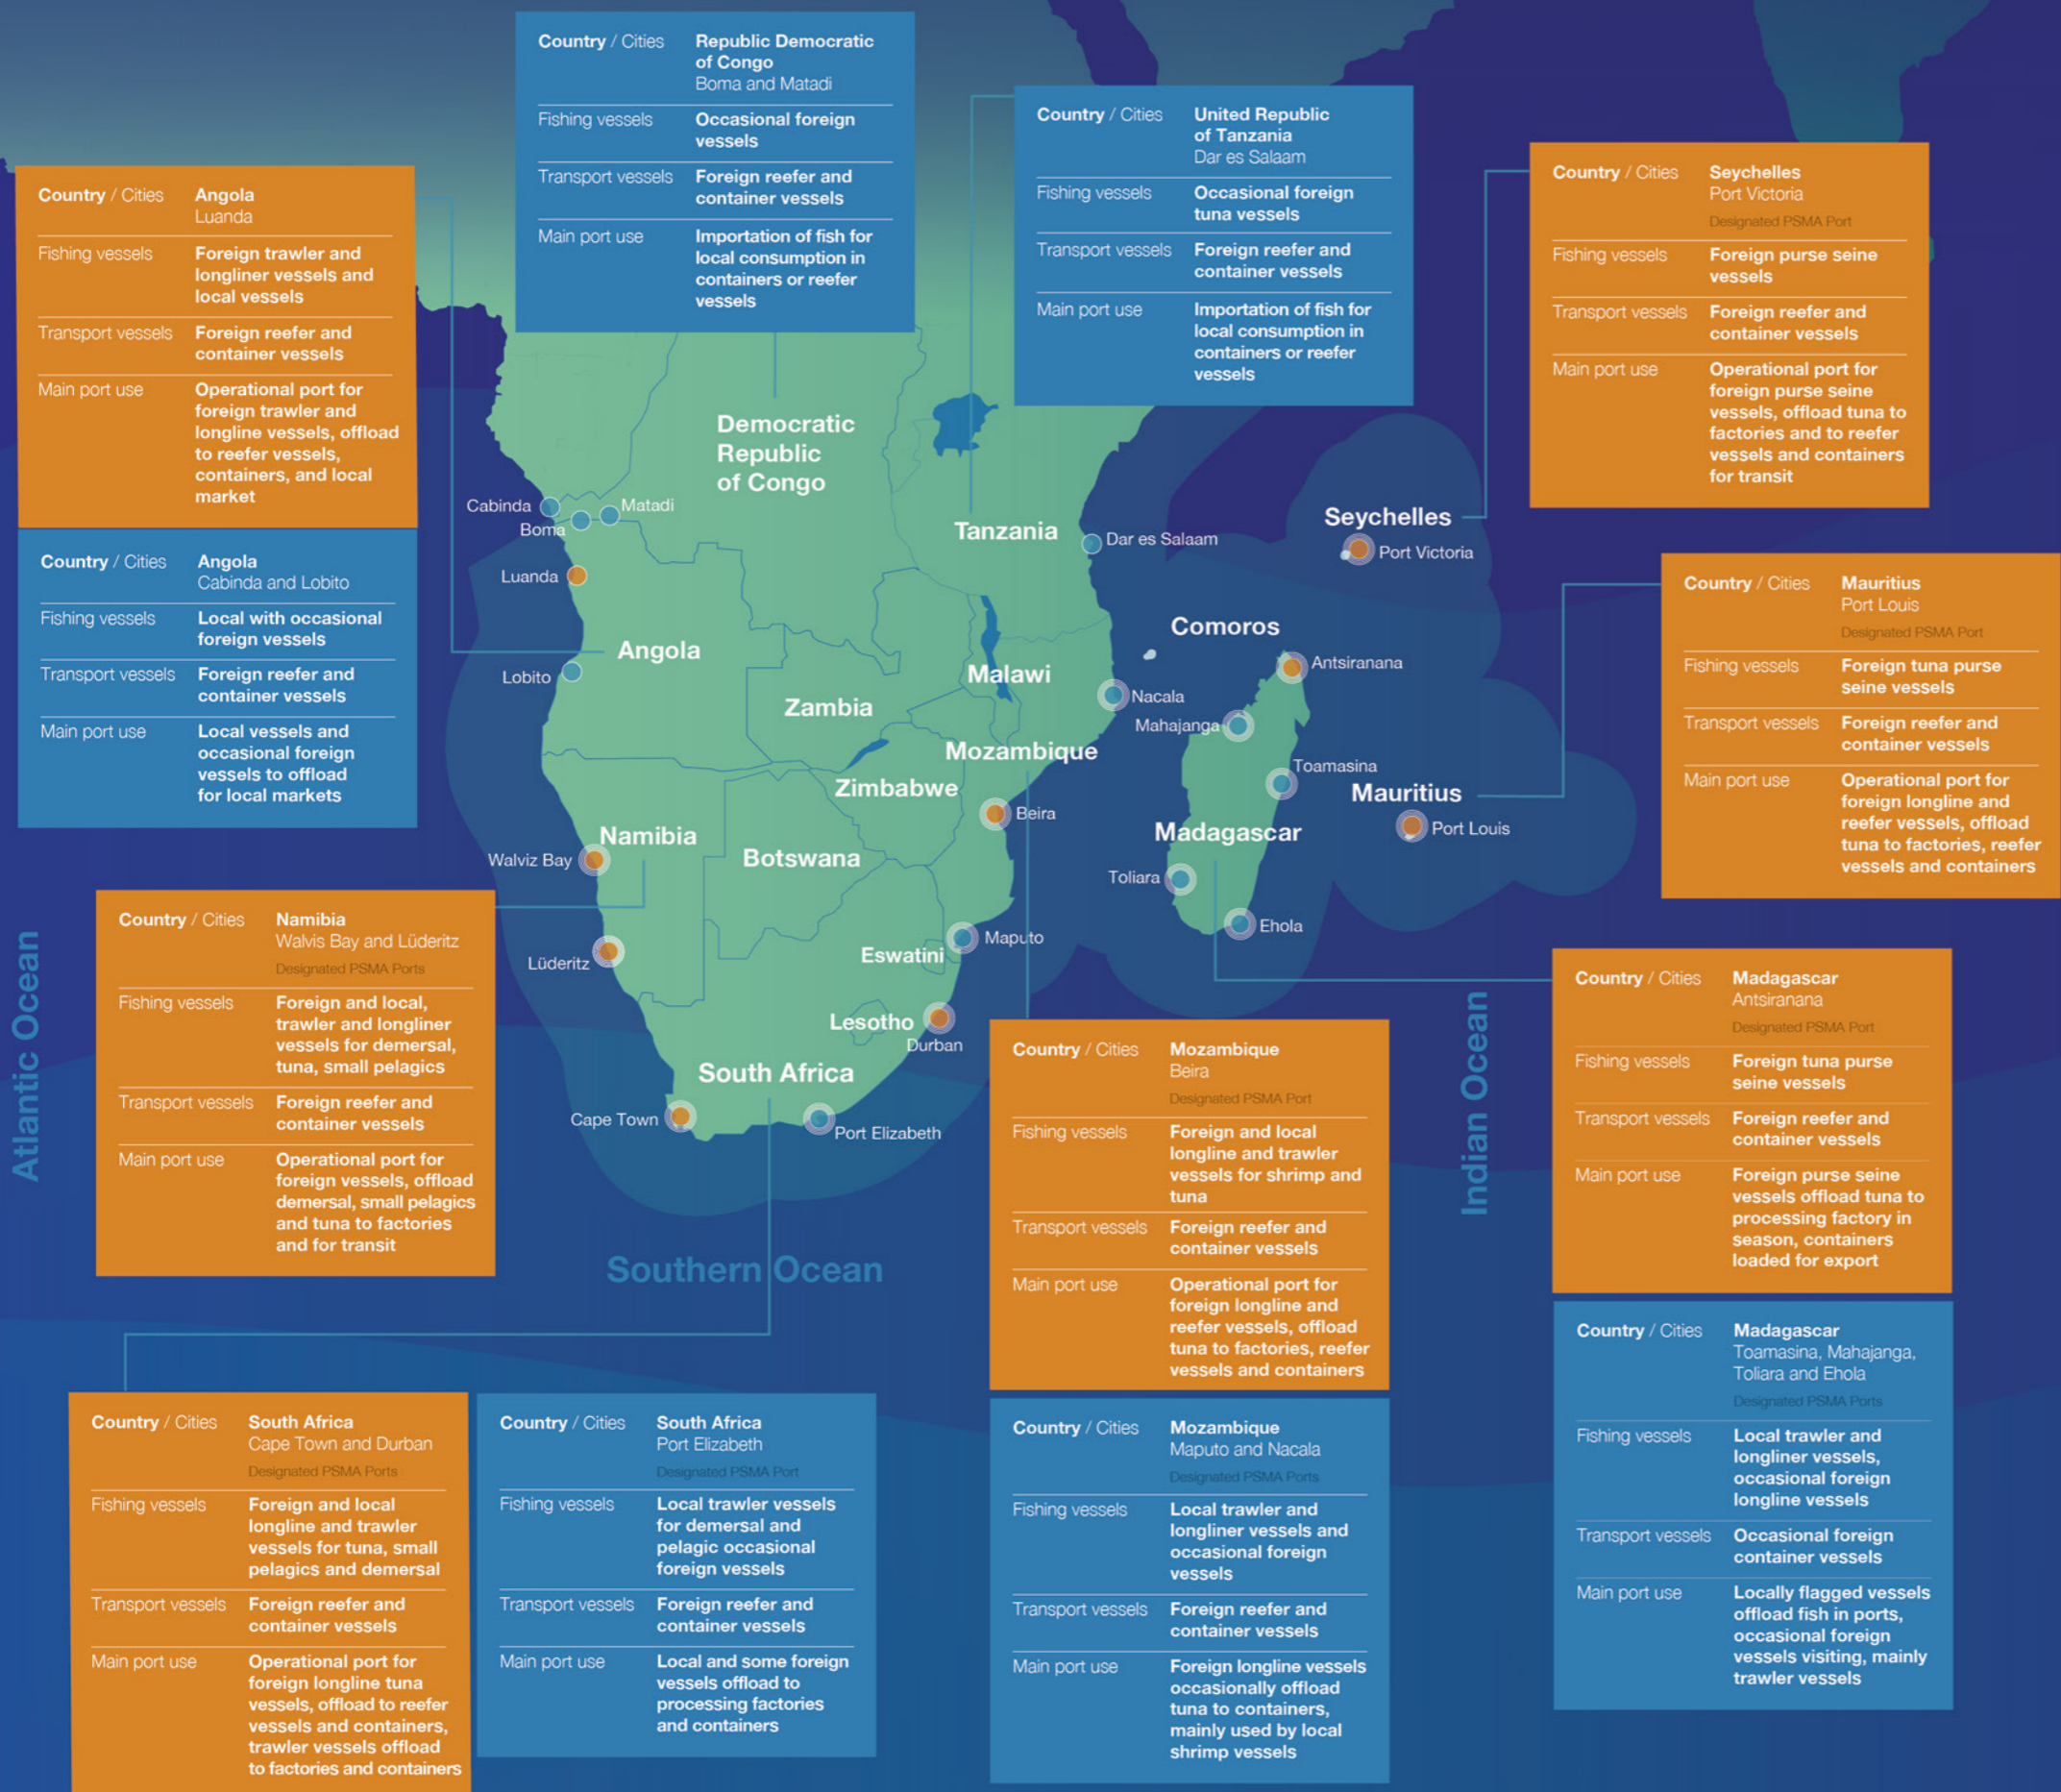 Country / Cities Republic Democratic
of Congo
Boma and Matadi
Fishing vessels Occasional foreign
vessels
Transport vessels Foreign reefer and
container vessels
Main port use Importation of fish for
local consumption in
containers or reefer
vessels
Country / Cities United Republic
of Tanzania
Dar es Salaam
Fishing vessels Occasional foreign
tuna vessels
Transport vessels Foreign reefer and
container vessels
Main port use Importation of fish for
local consumption in
containers or reefer
vessels
Country / Cities Seychelles
Port Victoria
Designated PSMA Port
Fishing vessels Foreign purse seine
vessels
Transport vessels Foreign reefer and
container vessels
Main port use Operational port for
foreign purse seine
vessels, offload tuna to
factories and to reefer
vessels and containers
for transit
Country / Cities Angola
Luanda
Fishing vessels Foreign trawler and
longliner vessels and
local vessels
Transport vessels Foreign reefer and
container vessels
Main port use Operational port for
foreign trawler and
longline vessels, offload
to reefer vessels,
containers, and local
market
Country / Cities Angola
Cabinda and Lobito
Fishing vessels Local with occasional
foreign vessels
Transport vessels Foreign reefer and
container vessels
Main port use Local vessels and
occasional foreign
vessels to offload
for local markets
Democratic
Republic
of Congo
Cabinda
Matadi
Boma
Luanda
Tanzania
Dar es Salaam
Seychelles
Port Victoria
Comoros
Angola
Lobito
Malawi
Antsiranana
Nacala
Zambia
Mahajanga
Mozambique
Toamasina
Zimbabwe
Mauritius
Port Louis
Beira
Namibia
Madagascar
Walviz Bay
Botswana
Toliara
Ehola
Maputo
Eswatini
Lüderitz
Lesotho
Durban
South Africa
Cape Town
Port Elizabeth
Atlantic Ocean
Southern Ocean
Indian Ocean
Country / Cities Mauritius
Port Louis
Designated PSMA Port
Fishing vessels Foreign tuna purse
seine vessels
Transport vessels Foreign reefer and
container vessels
Main port use Operational port for
foreign longline and
reefer vessels, offload
tuna to factories, reefer
vessels and containers
Country / Cities Namibia
Walvis Bay and Lüderitz
Designated PSMA Ports
Fishing vessels Foreign and local,
trawler and longliner
vessels for demersal,
tuna, small pelagics
Transport vessels Foreign reefer and
container vessels
Main port use Operational port for
foreign vessels, offload
demersal, small pelagics
and tuna to factories
and for transit
Country / Cities Mozambique
Beira
Designated PSMA Port
Fishing vessels Foreign and local
longline and trawler
vessels for shrimp and
tuna
Transport vessels Foreign reefer and
container vessels
Main port use Operational port for
foreign longline and
reefer vessels, offload
tuna to factories, reefer
vessels and containers
Country / Cities Madagascar
Antsiranana
Designated PSMA Port
Fishing vessels Foreign tuna purse
seine vessels
Transport vessels Foreign reefer and
container vessels
Main port use Foreign purse seine
vessels offload tuna to
processing factory in
season, containers
loaded for export
Country / Cities Madagascar
Toamasina, Mahajanga,
Toliara and Ehola
Designated PSMA Ports
Fishing vessels Local trawler and
longliner vessels,
occasional foreign
longline vessels
Transport vessels Occasional foreign
container vessels
Main port use Locally flagged vessels
offload fish in ports,
occasional foreign
vessels visiting, mainly
trawler vessels
Country / Cities South Africa
Cape Town and Durban
Designated PSMA Ports
Fishing vessels Foreign and local
longline and trawler
vessels for tuna, small
pelagics and demersal
Transport vessels Foreign reefer and
container vessels
Main port use Operational port for
foreign longline tuna
vessels, offload to reefer
vessels and containers,
trawler vessels offload
to factories and containers
Country / Cities South Africa
Port Elizabeth
Designated PSMA Port
Fishing vessels Local trawler vessels
for demersal and
pelagic occasional
foreign vessels
Transport vessels Foreign reefer and
container vessels
Main port use Local and some foreign
vessels offload to
processing factories
and containers
Country / Cities Mozambique
Maputo and Nacala
Designated PSMA Ports
Fishing vessels Local trawler and
longliner vessels and
occasional foreign
vessels
Transport vessels Foreign reefer and
container vessels
Main port use Foreign longline vessels
occasionally offload
tuna to containers,
mainly used by local
shrimp vessels